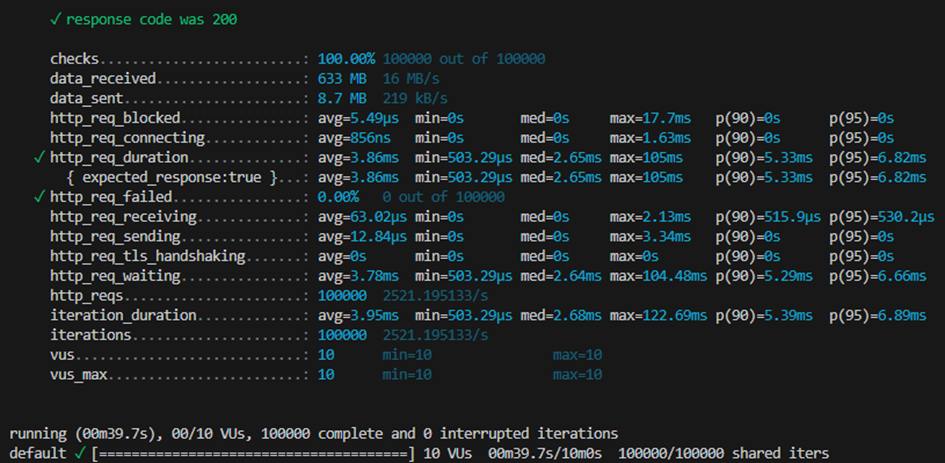 ✓ response code was 200
checks.........................: 100.00% 100000 out of 100000
data_received..................: 633 MB 16 MB/s
data_sent......................: 8.7 MB 219 kB/s
http_req_blocked...............: avg=5.49µs min=0s med=0s max=17.7ms p(90)=0s p(95)=0s
http_req_connecting............: avg=856ns min=0s med=0s max=1.63ms p(90)=0s p(95)=0s
✓ http_req_duration..............: avg=3.86ms min=503.29µs med=2.65ms max=105ms p(90)=5.33ms p(95)=6.82ms
{ expected_response:true }...: avg=3.86ms min=503.29µs med=2.65ms max=105ms p(90)=5.33ms p(95)=6.82ms
✓ http_req_failed................: 0.00% 0 out of 100000
http_req_receiving.............: avg=63.02µs min=0s med=0s max=2.13ms p(90)=515.9µs p(95)=530.2µs
http_req_sending...............: avg=12.84µs min=0s med=0s max=3.34ms p(90)=0s p(95)=0s
http_req_tls_handshaking.......: avg=0s min=0s med=0s max=0s p(90)=0s p(95)=0s
http_req_waiting...............: avg=3.78ms min=503.29µs med=2.64ms max=104.48ms p(90)=5.29ms p(95)=6.66ms
http_reqs......................: 100000 2521.195133/s
iteration_duration.............: avg=3.95ms min=503.29µs med=2.68ms max=122.69ms p(90)=5.39ms p(95)=6.89ms
iterations.....................: 100000 2521.195133/s
vus............................: 10 min=10 max=10
vus_max........................: 10 min=10 max=10
running (00m39.7s), 00/10 VUs, 100000 complete and 0 interrupted iterations
default ✓ [======================================] 10 VUs 00m39.7s/10m0s 100000/100000 shared iters